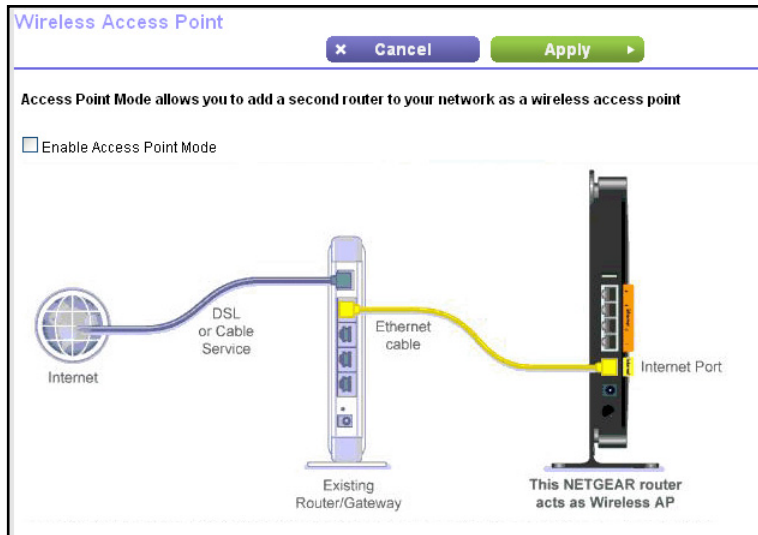 Wireless Access Point
Cancel
Apply
Access Point Mode allows you to add a second router to your network as a wireless access point
Enable Access Point Mode
DSL
or Cable
Service
Ethernet
cable
Internet
Internet Port
Existing
Router/Gateway
This NETGEAR router
acts as Wireless AP